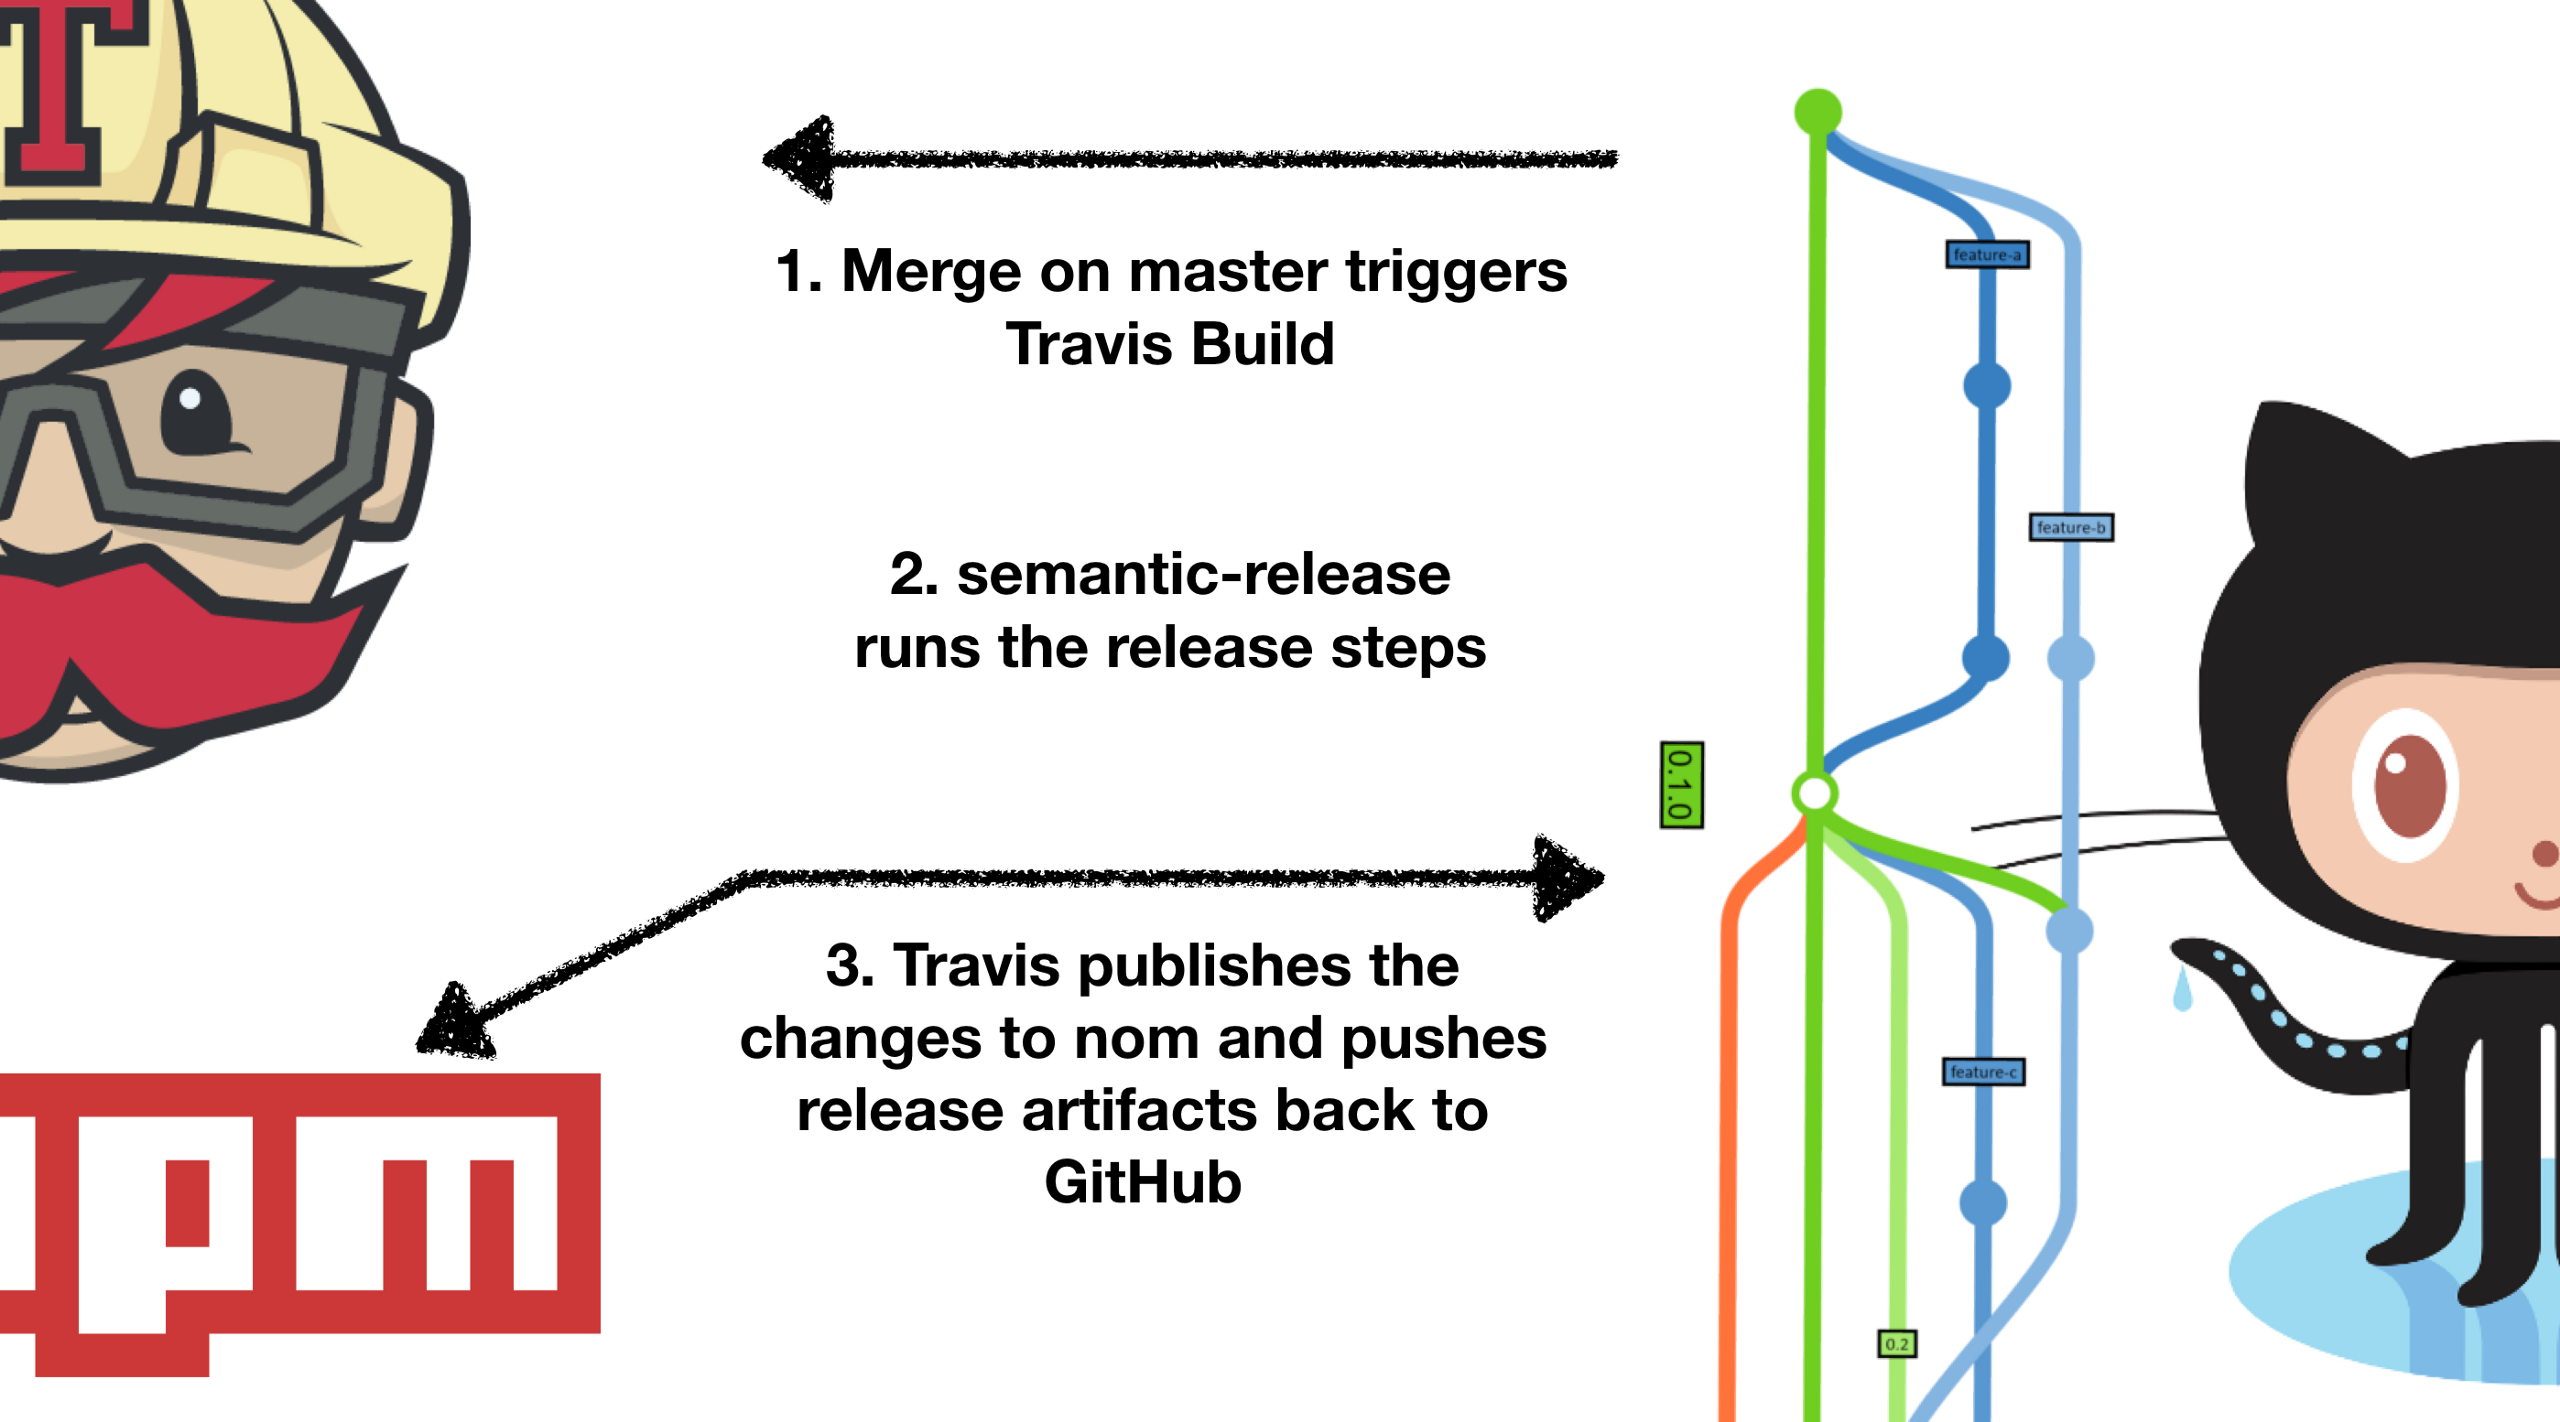 T
1. Merge on master triggers
Travis Build
2. semantic-release
runs the release steps
3. Travis publishes the
changes to nom and pushes
release artifacts back to
GitHub
pm
feature-a
feature-b
0.1.0
feature-c
0.2